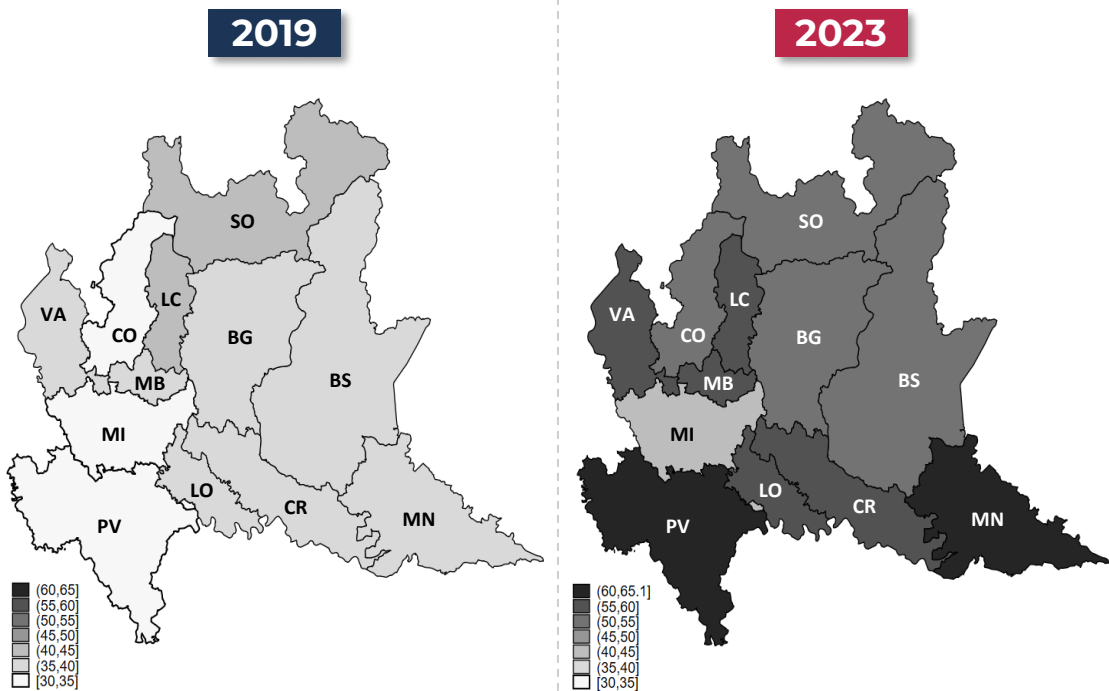 2019
SO
VA
LC
CO
BG
MB
BS
MI
LO
CR
MN
PV
(60,65]
(55,60]
(50,55]
(45,50]
(40,45]
(35,40]
[30,35]
2023
SO
VA
LC
CO
BG
MB
BS
MI
LO
CR
MN
PV
(60,65.1]
(55,60]
(50,55]
(45,50]
(40,45]
(35,40]
[30,35]